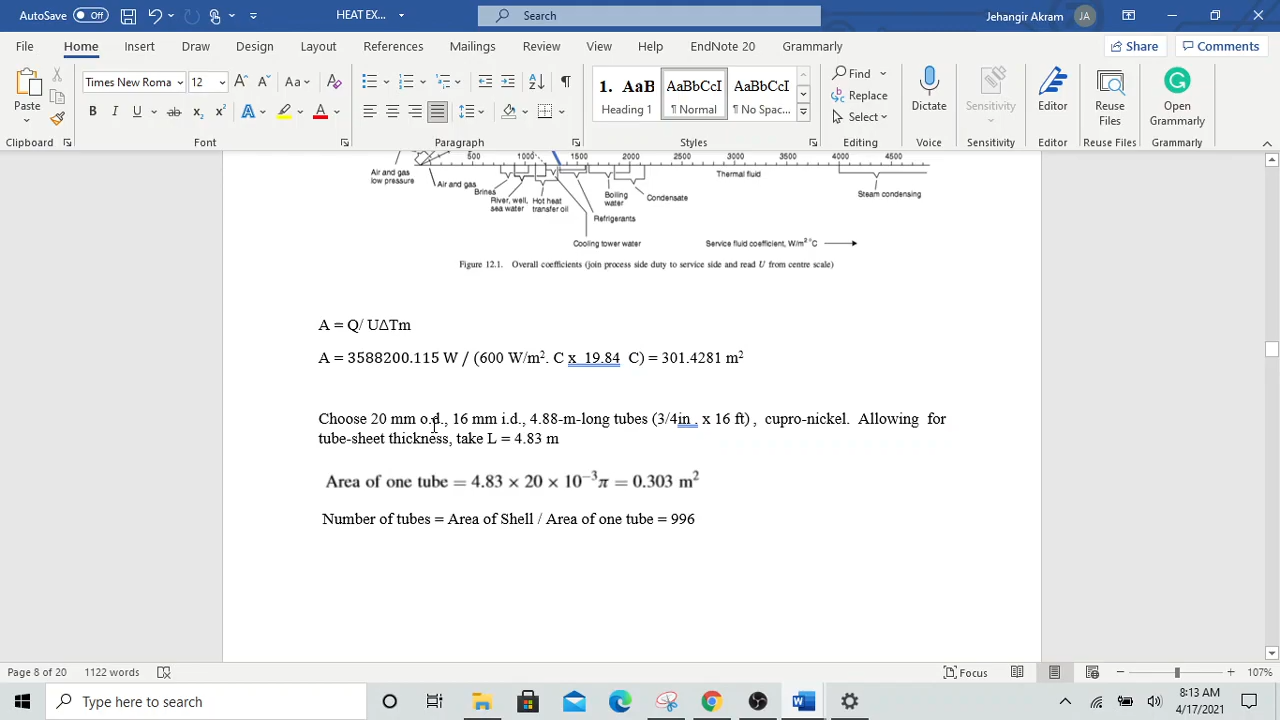 AutoSave Off
Search
Jehangir Akram JA
File Home Insert Draw Design Layout References Mailings Review View Help EndNote 20 Grammarly Share Comments
Paste
Times New Roma 12 A A Aa
B I U ab x2 x2 A A
Clipboard
Font
Paragraph
1. AaB AaBbCcI AaBbCcI
Heading 1 ¶ Normal ¶ No Spac...
Styles
Find
Replace
Select
Editing
Dictate
Voice
Sensitivity
Sensitivity
Editor
Editor
Reuse Files
Reuse Files
Open Grammarly
Grammarly
500 1000 1500 2000 2500 3000 3500 4000 4500
Air and gas
low pressure
Air and gas
Brines
River, well,
sea water
Hot heat
transfer oil
Refrigerants
Boiling
water
Condensate
Thermal fluid
Steam condensing
Cooling tower water
Service fluid coefficient, W/m² °C
Figure 12.1. Overall coefficients (join process side duty to service side and read U from centre scale)
A = Q/ UΔTm
A = 3588200.115 W / (600 W/m². C x 19.84 C) = 301.4281 m²
Choose 20 mm o.d., 16 mm i.d., 4.88-m-long tubes (3/4in , x 16 ft) , cupro-nickel. Allowing for
tube-sheet thickness, take L = 4.83 m
Area of one tube = 4.83 × 20 × 10⁻³π = 0.303 m²
Number of tubes = Area of Shell / Area of one tube = 996
Page 8 of 20 1122 words
Focus
107%
Type here to search
8:13 AM
4/17/2021